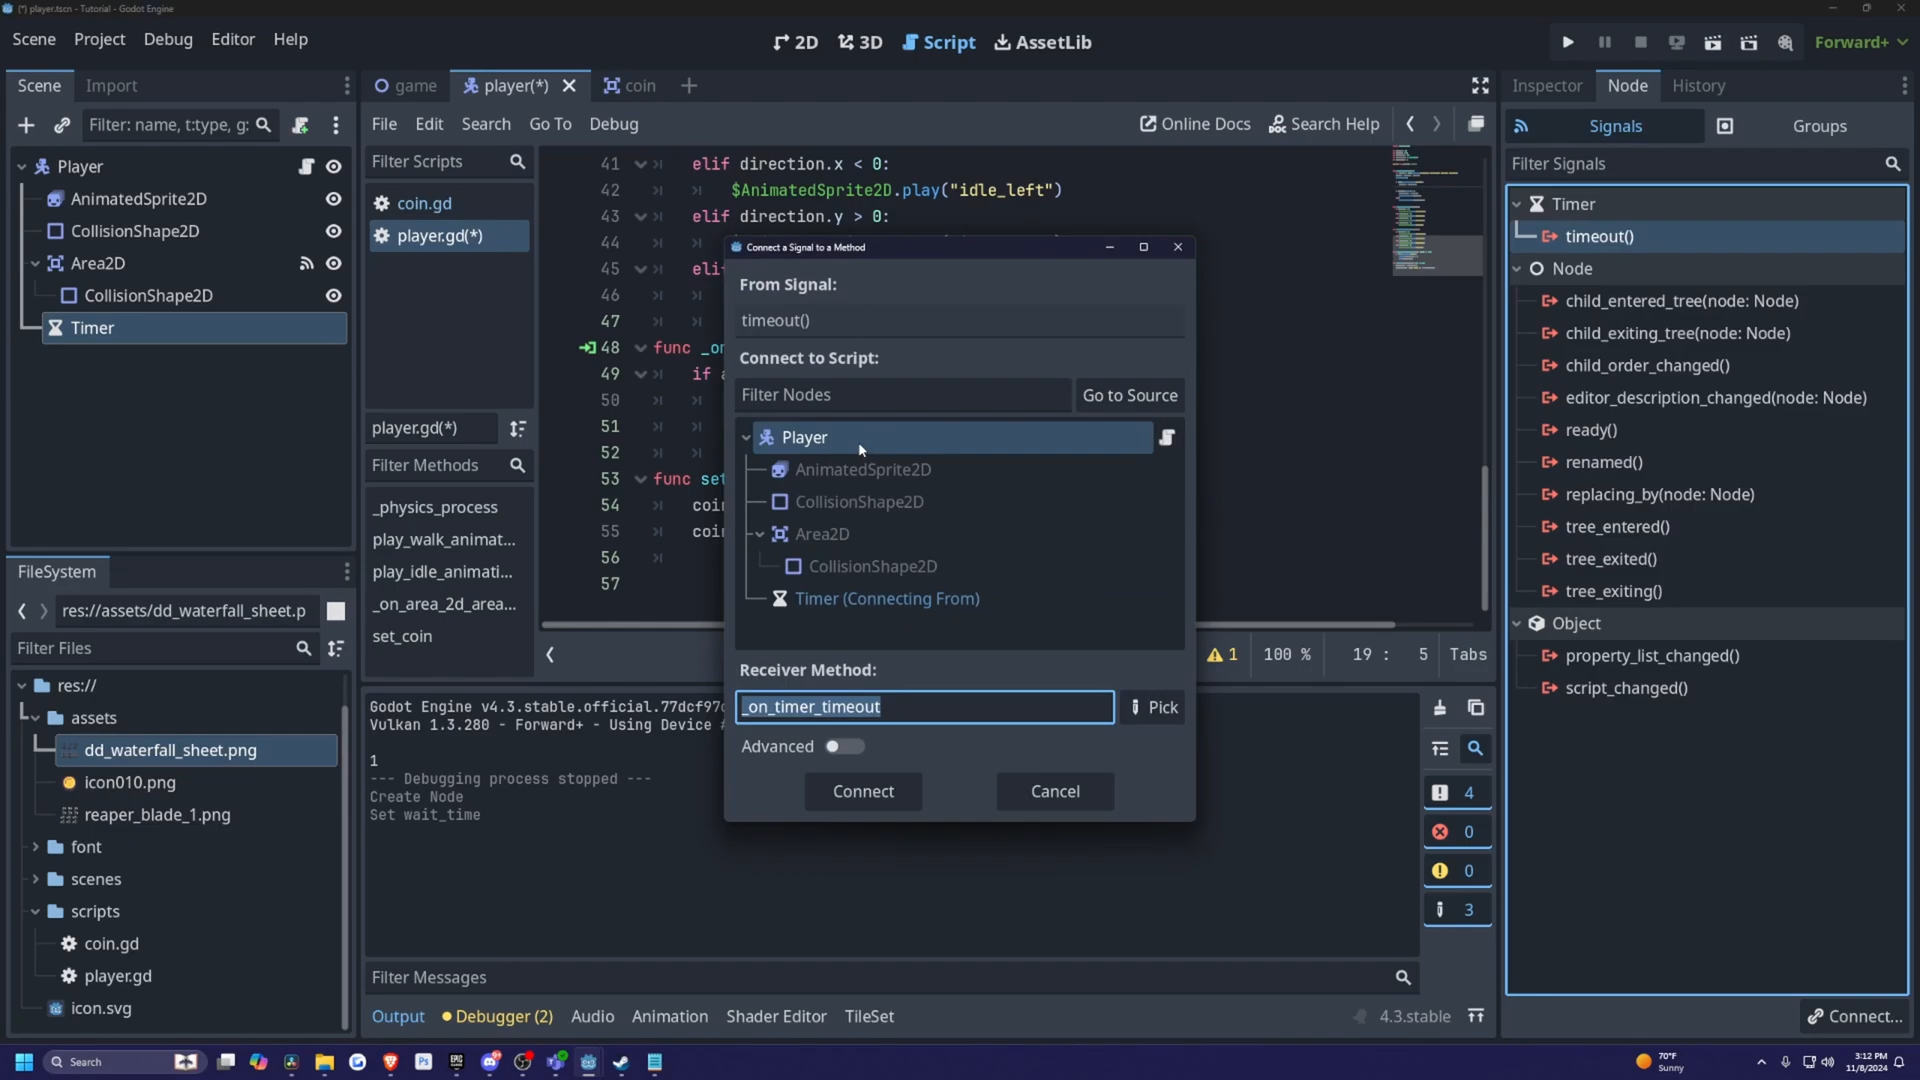 (*) player.tscn - Tutorial - Godot Engine
Scene Project Debug Editor Help
2D 3D Script AssetLib
Forward+
Scene Import
Filter: name, t:type, g:
Player
AnimatedSprite2D
CollisionShape2D
Area2D
CollisionShape2D
Timer
FileSystem
res://assets/dd_waterfall_sheet.p
Filter Files
res://
assets
dd_waterfall_sheet.png
icon010.png
reaper_blade_1.png
font
scenes
scripts
coin.gd
player.gd
icon.svg
game player(*) coin
File Edit Search Go To Debug
Online Docs Search Help
Filter Scripts
coin.gd
player.gd(*)
player.gd(*)
Filter Methods
_physics_process
play_walk_animat...
play_idle_animati...
_on_area_2d_area...
set_coin
41 elif direction.x < 0:
42 $AnimatedSprite2D.play("idle_left")
43 elif direction.y > 0:
44
45
46
47
48 func
49 if
50
51
52
53 func
54
55
56
57
1 100 % 19 : 5 Tabs
Connect a Signal to a Method
From Signal:
timeout()
Connect to Script:
Filter Nodes Go to Source
Player
AnimatedSprite2D
CollisionShape2D
Area2D
CollisionShape2D
Timer (Connecting From)
Receiver Method:
_on_timer_timeout Pick
Advanced
Connect Cancel
Godot Engine v4.3.stable.official.77dcf97
Vulkan 1.3.280 - Forward+ - Using Device
1
--- Debugging process stopped ---
Create Node
Set wait_time
4
0
0
3
Filter Messages
Output Debugger (2) Audio Animation Shader Editor TileSet
4.3.stable
Inspector Node History
Signals Groups
Filter Signals
Timer
timeout()
Node
child_entered_tree(node: Node)
child_exiting_tree(node: Node)
child_order_changed()
editor_description_changed(node: Node)
ready()
renamed()
replacing_by(node: Node)
tree_entered()
tree_exited()
tree_exiting()
Object
property_list_changed()
script_changed()
Connect...
Search
70°F
Sunny
3:12 PM
11/8/2024